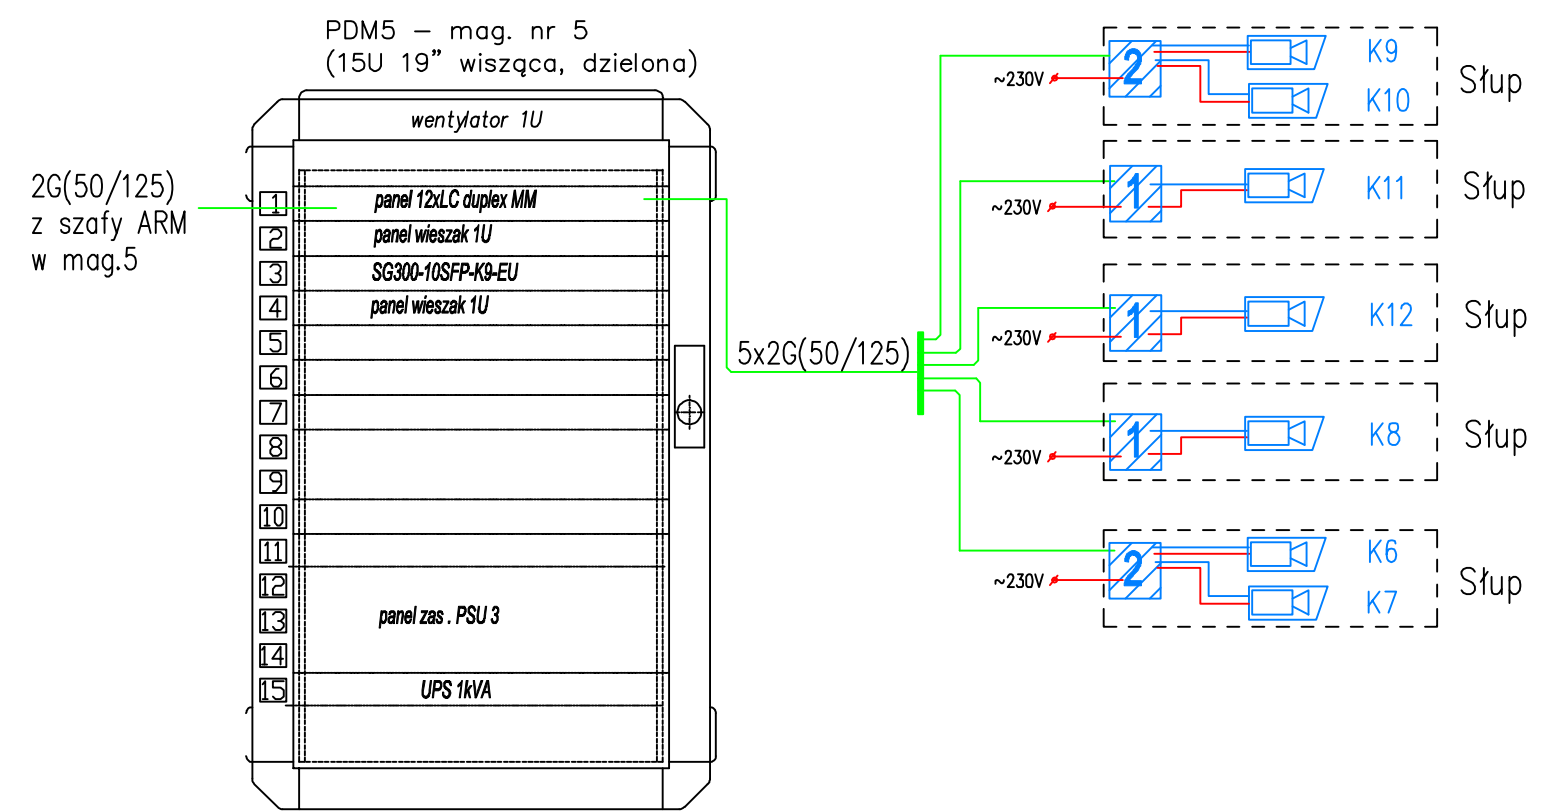 PDM5 – mag. nr 5
(15U 19” wisząca, dzielona)
wentylator 1U
2G(50/125)
z szafy ARM
w mag.5
1
panel 12xLC duplex MM
2
panel wieszak 1U
3
SG300-10SFP-K9-EU
4
panel wieszak 1U
5
6
7
8
9
10
11
12
13
panel zas . PSU 3
14
15
UPS 1kVA
5x2G(50/125)
~230V
2
K9
K10
Słup
~230V
1
K11
Słup
~230V
1
K12
Słup
~230V
1
K8
Słup
~230V
2
K6
K7
Słup